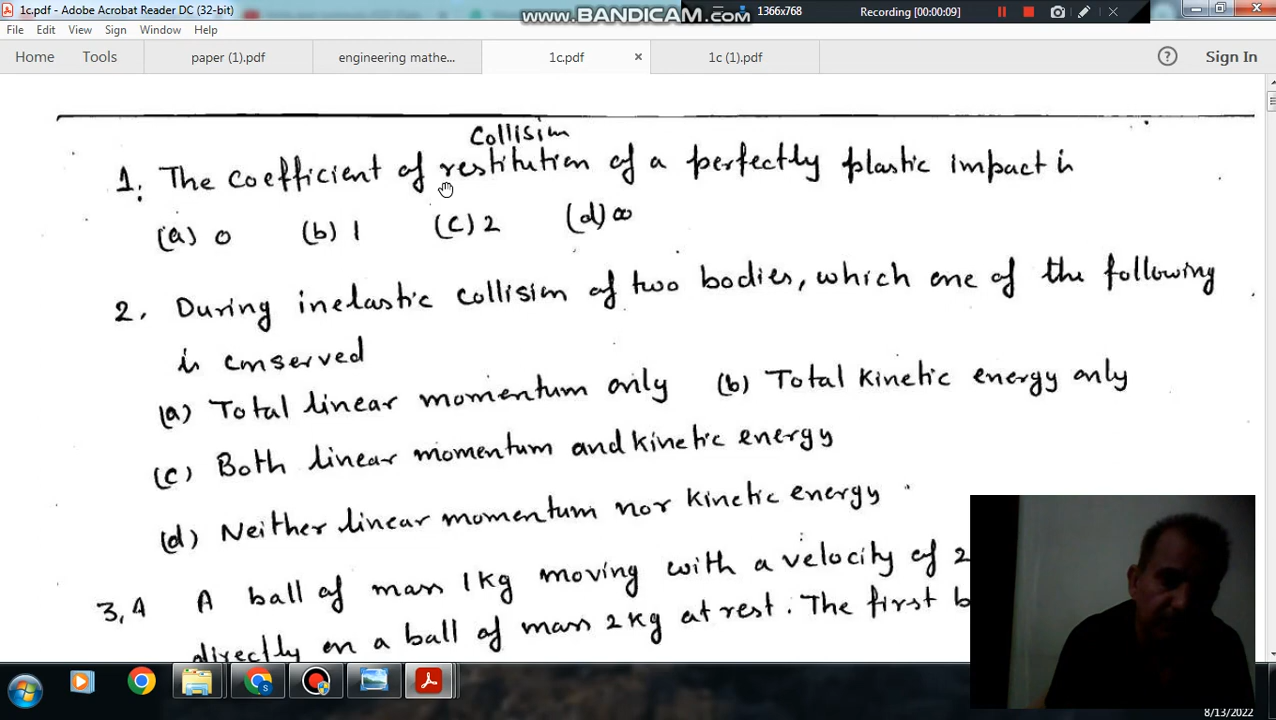 1c.pdf - Adobe Acrobat Reader DC (32-bit)
www.BANDICAM.com
1366x768
Recording [00:00:09]
File Edit View Sign Window Help
Home Tools paper (1).pdf engineering mathe... 1c.pdf × 1c (1).pdf ? Sign In
Collision
1. The coefficient of restitution of a perfectly plastic impact is
(a) 0 (b) 1 (c) 2 (d) ∞
2. During inelastic collision of two bodies, which one of the following
is conserved
(a) Total linear momentum only (b) Total kinetic energy only
(c) Both linear momentum and kinetic energy
(d) Neither linear momentum nor kinetic energy.
3,4 A ball of mass 1kg moving with a velocity of 2
directly on a ball of mass 2kg at rest. The first b
8/13/2022